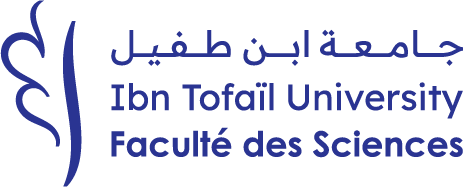 جامعة ابن طفيل
Ibn Tofaïl University
Faculté des Sciences